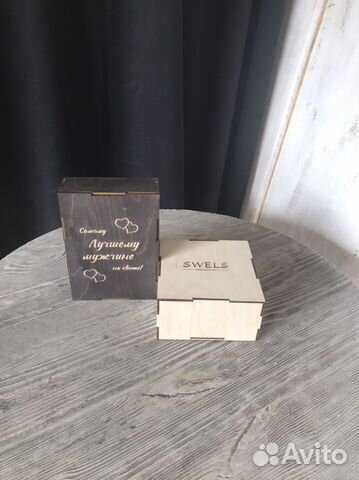 Самому
Лучшему
мужчине
на свете!
SWELS
Avito